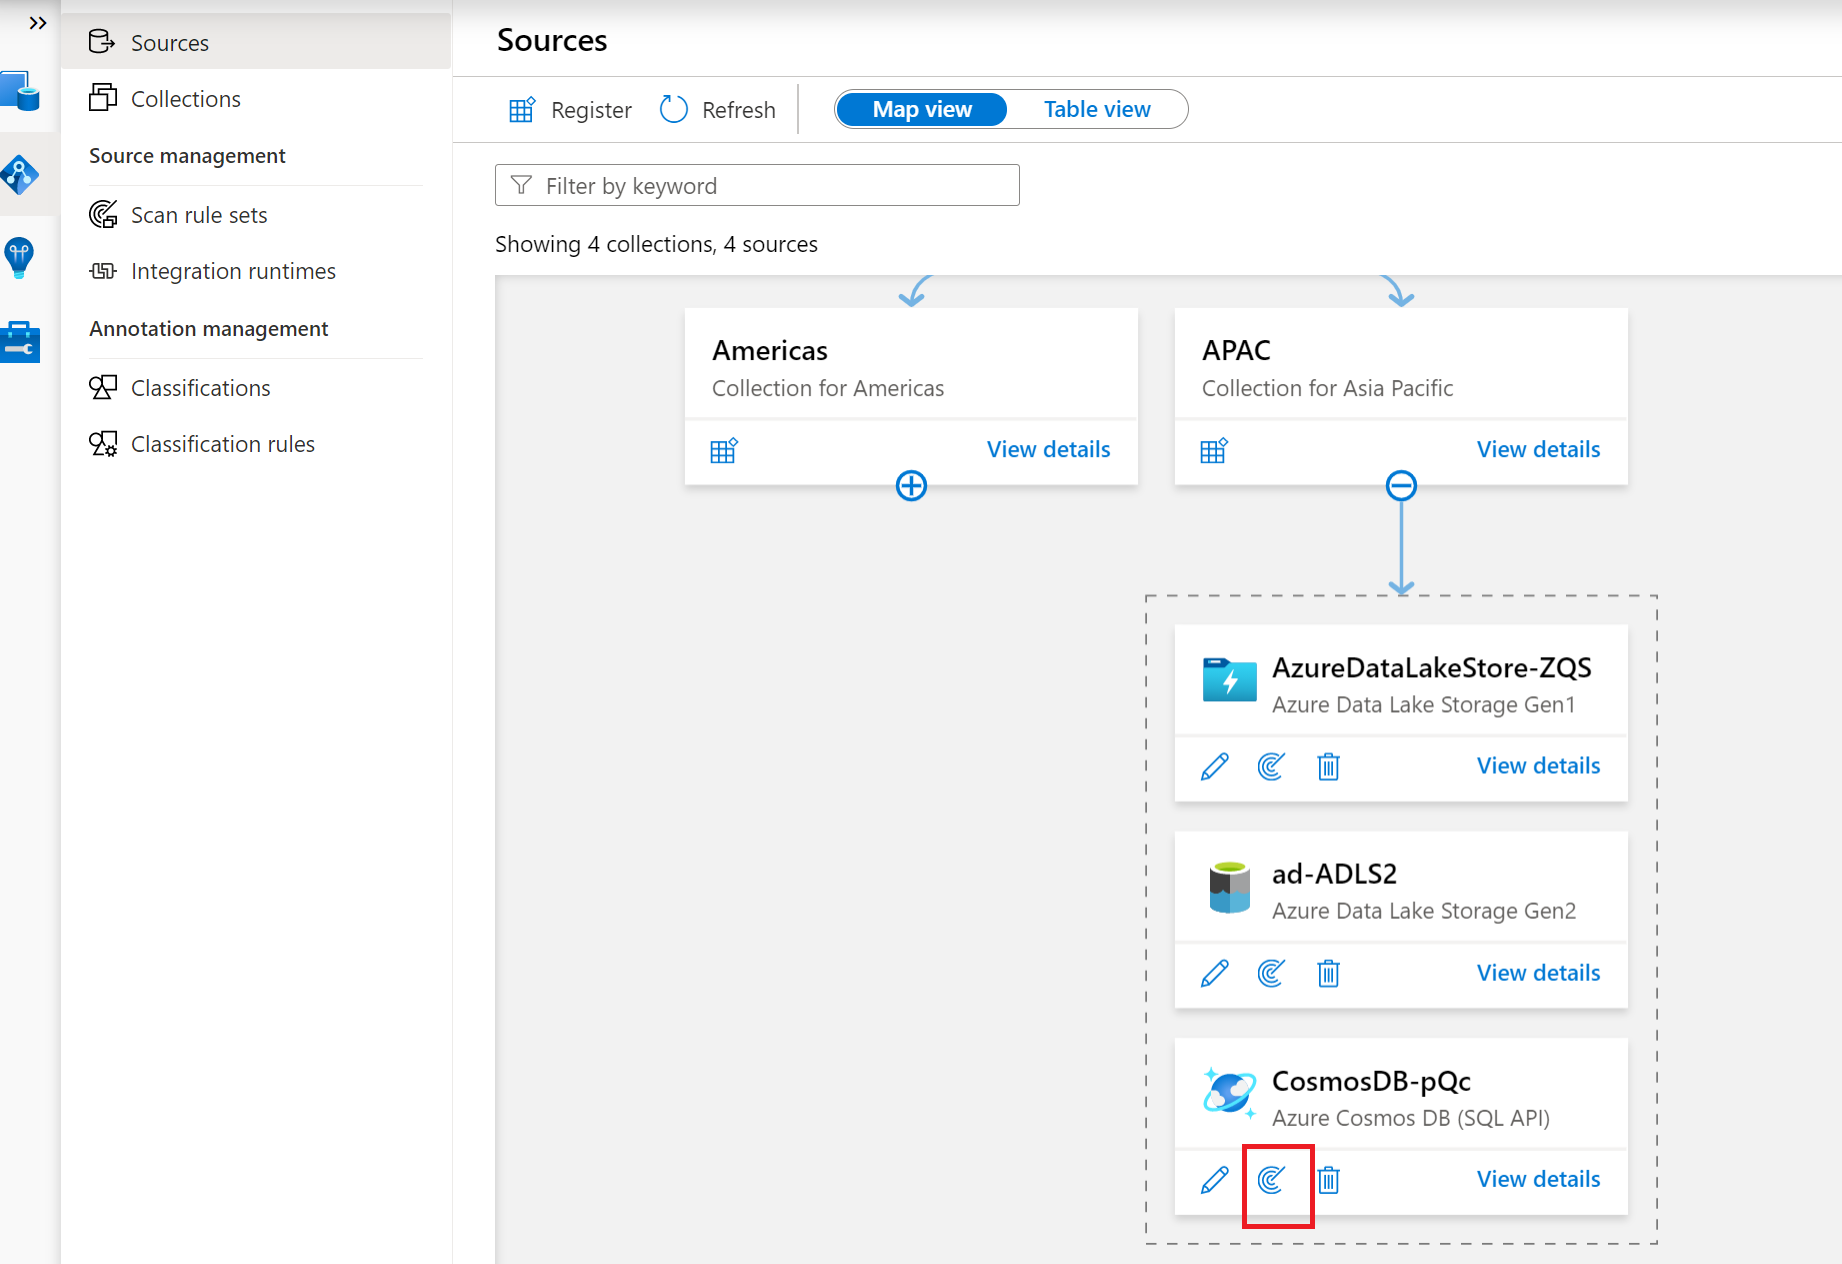 Sources
Collections
Source management
Scan rule sets
Integration runtimes
Annotation management
Classifications
Classification rules
Sources
Register
Refresh
Map view
Table view
Filter by keyword
Showing 4 collections, 4 sources
Americas
Collection for Americas
View details
APAC
Collection for Asia Pacific
View details
AzureDataLakeStore-ZQS
Azure Data Lake Storage Gen1
View details
ad-ADLS2
Azure Data Lake Storage Gen2
View details
CosmosDB-pQc
Azure Cosmos DB (SQL API)
View details